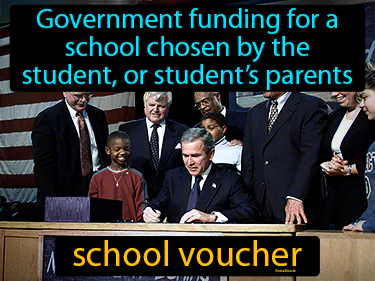 Government funding for a
school chosen by the
student, or student's parents
school voucher